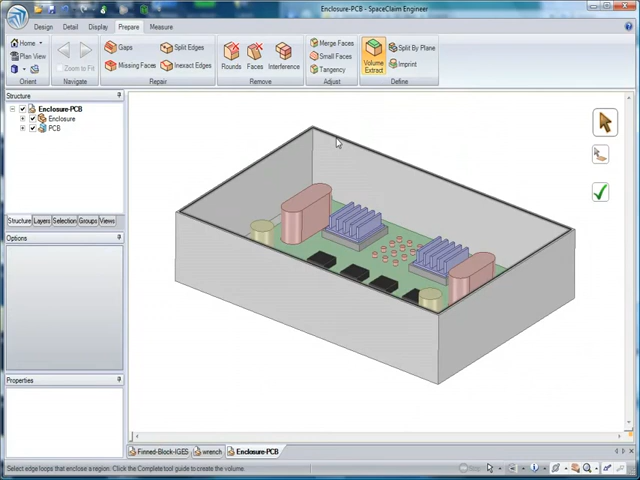 Enclosure-PCB - SpaceClaim Engineer
Design Detail Display Prepare Measure
Home
Plan View
Zoom to Fit
Orient
Navigate
Gaps
Missing Faces
Split Edges
Inexact Edges
Repair
Rounds
Faces
Interference
Remove
Merge Faces
Small Faces
Tangency
Adjust
Volume
Extract
Split By Plane
Imprint
Define
Structure
Enclosure-PCB
Enclosure
PCB
Structure Layers Selection Groups Views
Options
Properties
Finned-Block-IGES wrench Enclosure-PCB
Select edge loops that enclose a region. Click the Complete tool guide to create the volume.